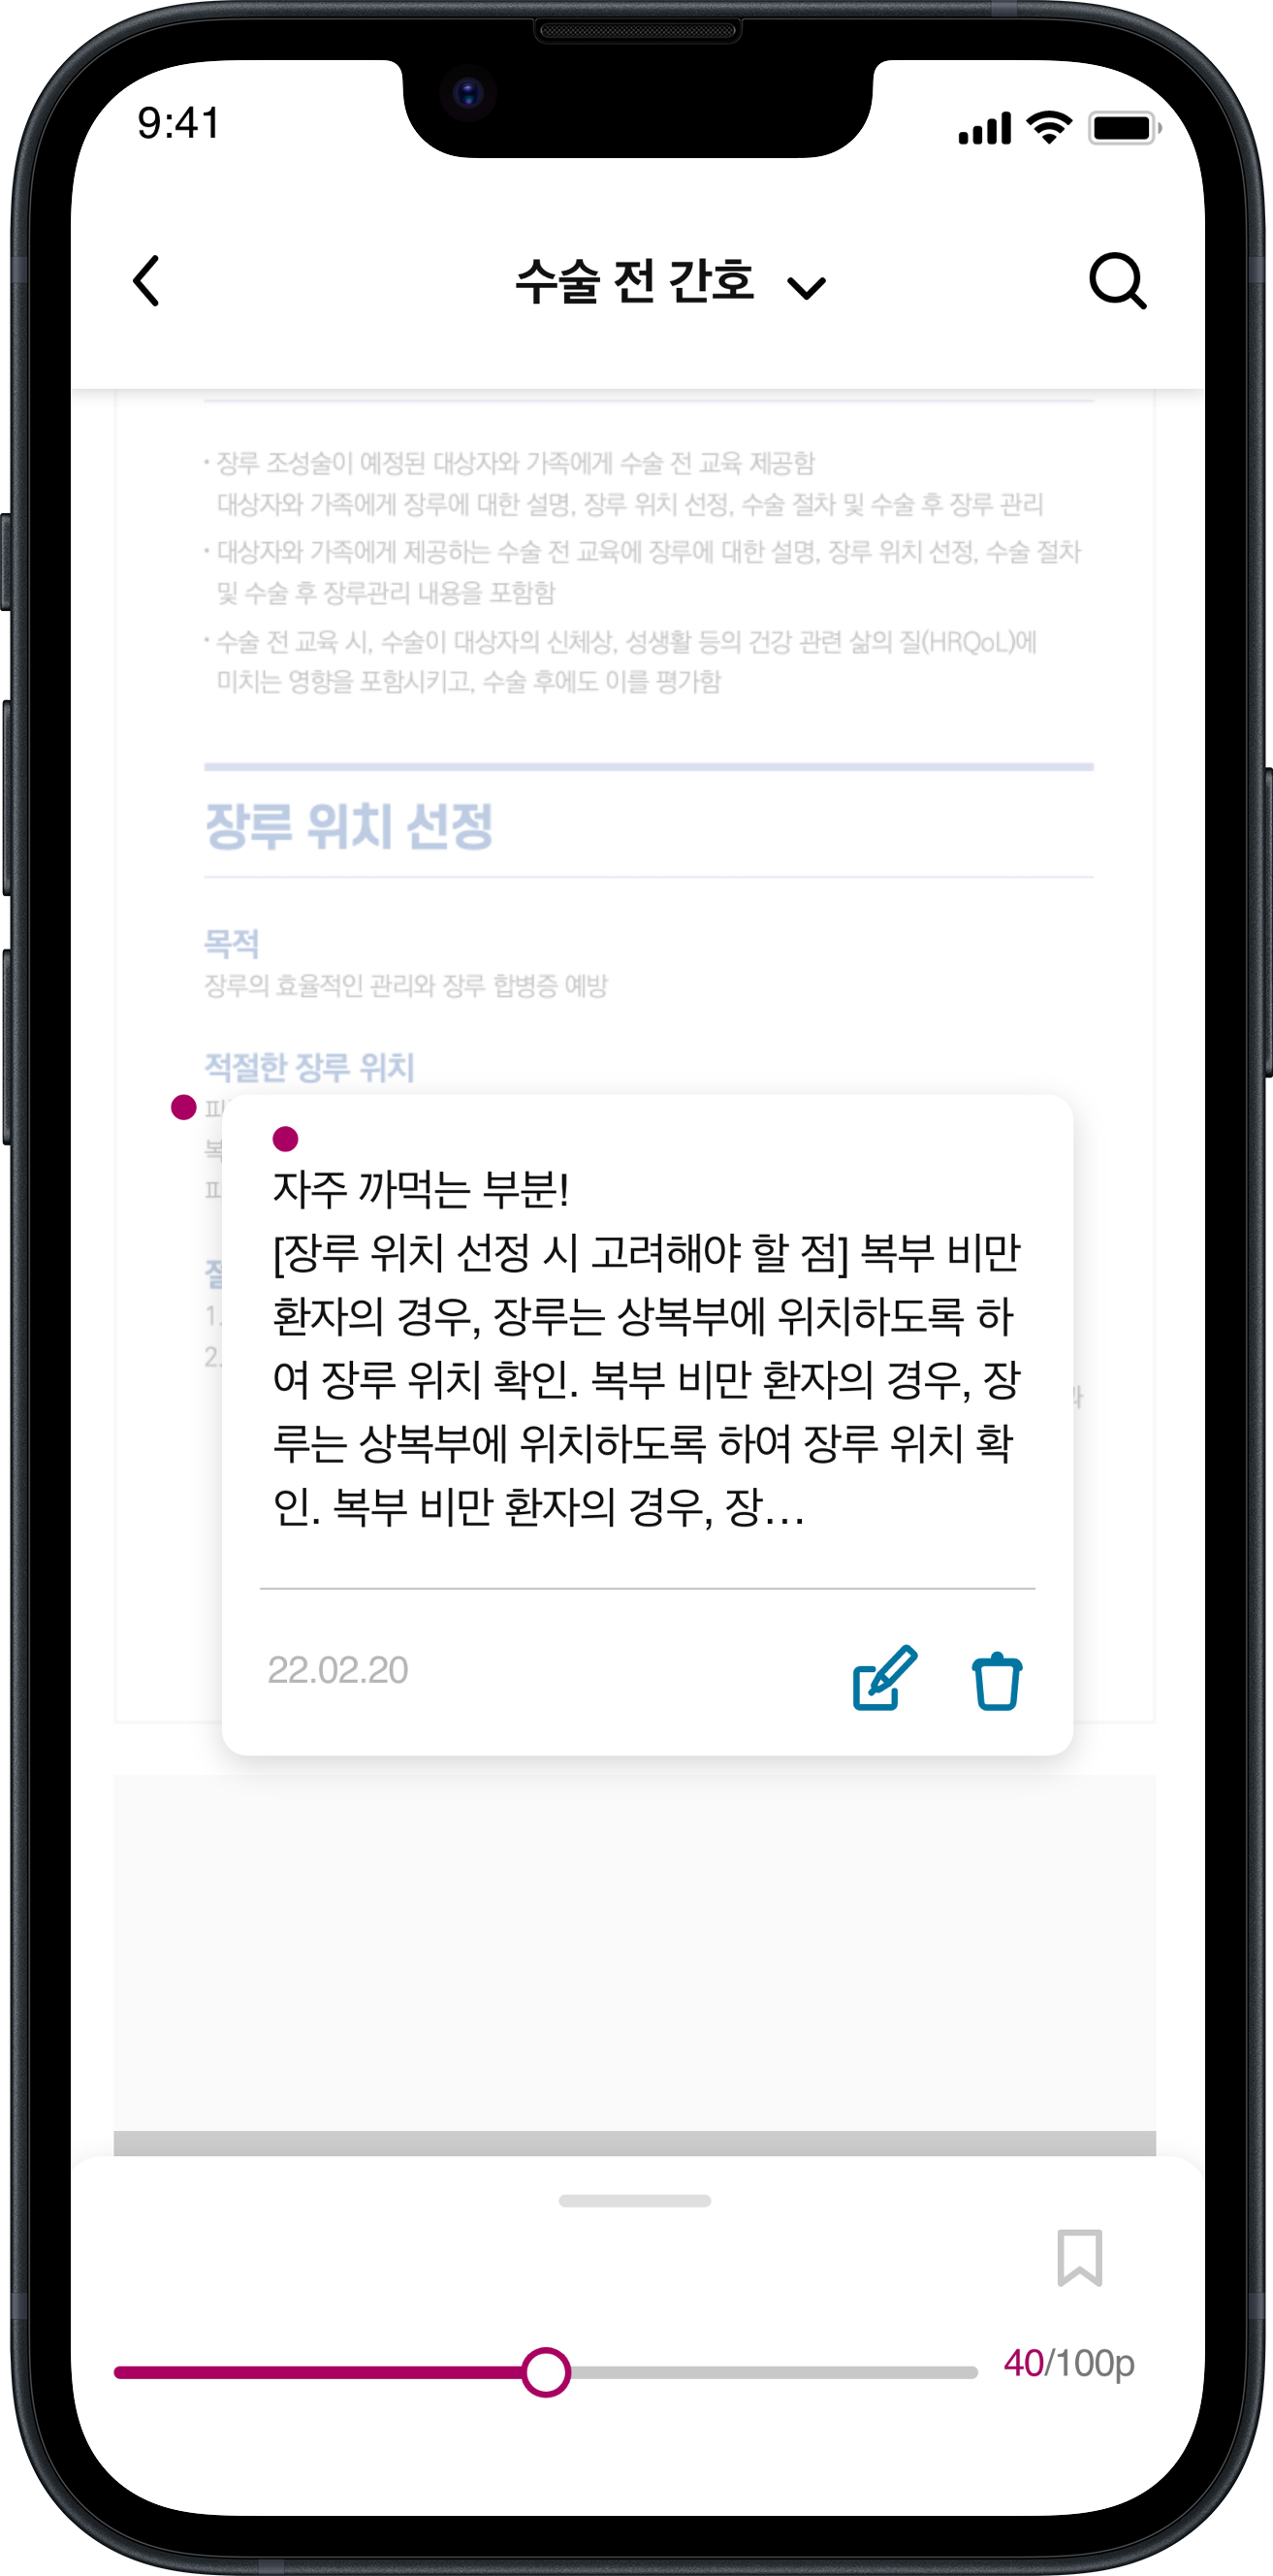 9:41
수술 전 간호
· 장루 조성술이 예정된 대상자와 가족에게 수술 전 교육 제공함
대상자와 가족에게 장루에 대한 설명, 장루 위치 선정, 수술 절차 및 수술 후 장루 관리
· 대상자와 가족에게 제공하는 수술 전 교육에 장루에 대한 설명, 장루 위치 선정, 수술 절차
및 수술 후 장루관리 내용을 포함함
· 수술 전 교육 시, 수술이 대상자의 신체상, 성생활 등의 건강 관련 삶의 질(HRQoL)에
미치는 영향을 포함시키고, 수술 후에도 이를 평가함
장루 위치 선정
목적
장루의 효율적인 관리와 장루 합병증 예방
적절한 장루 위치
자주 까먹는 부분!
[장루 위치 선정 시 고려해야 할 점] 복부 비만
환자의 경우, 장루는 상복부에 위치하도록 하
여 장루 위치 확인. 복부 비만 환자의 경우, 장
루는 상복부에 위치하도록 하여 장루 위치 확
인. 복부 비만 환자의 경우, 장...
1.
2.
22.02.20
40/100p